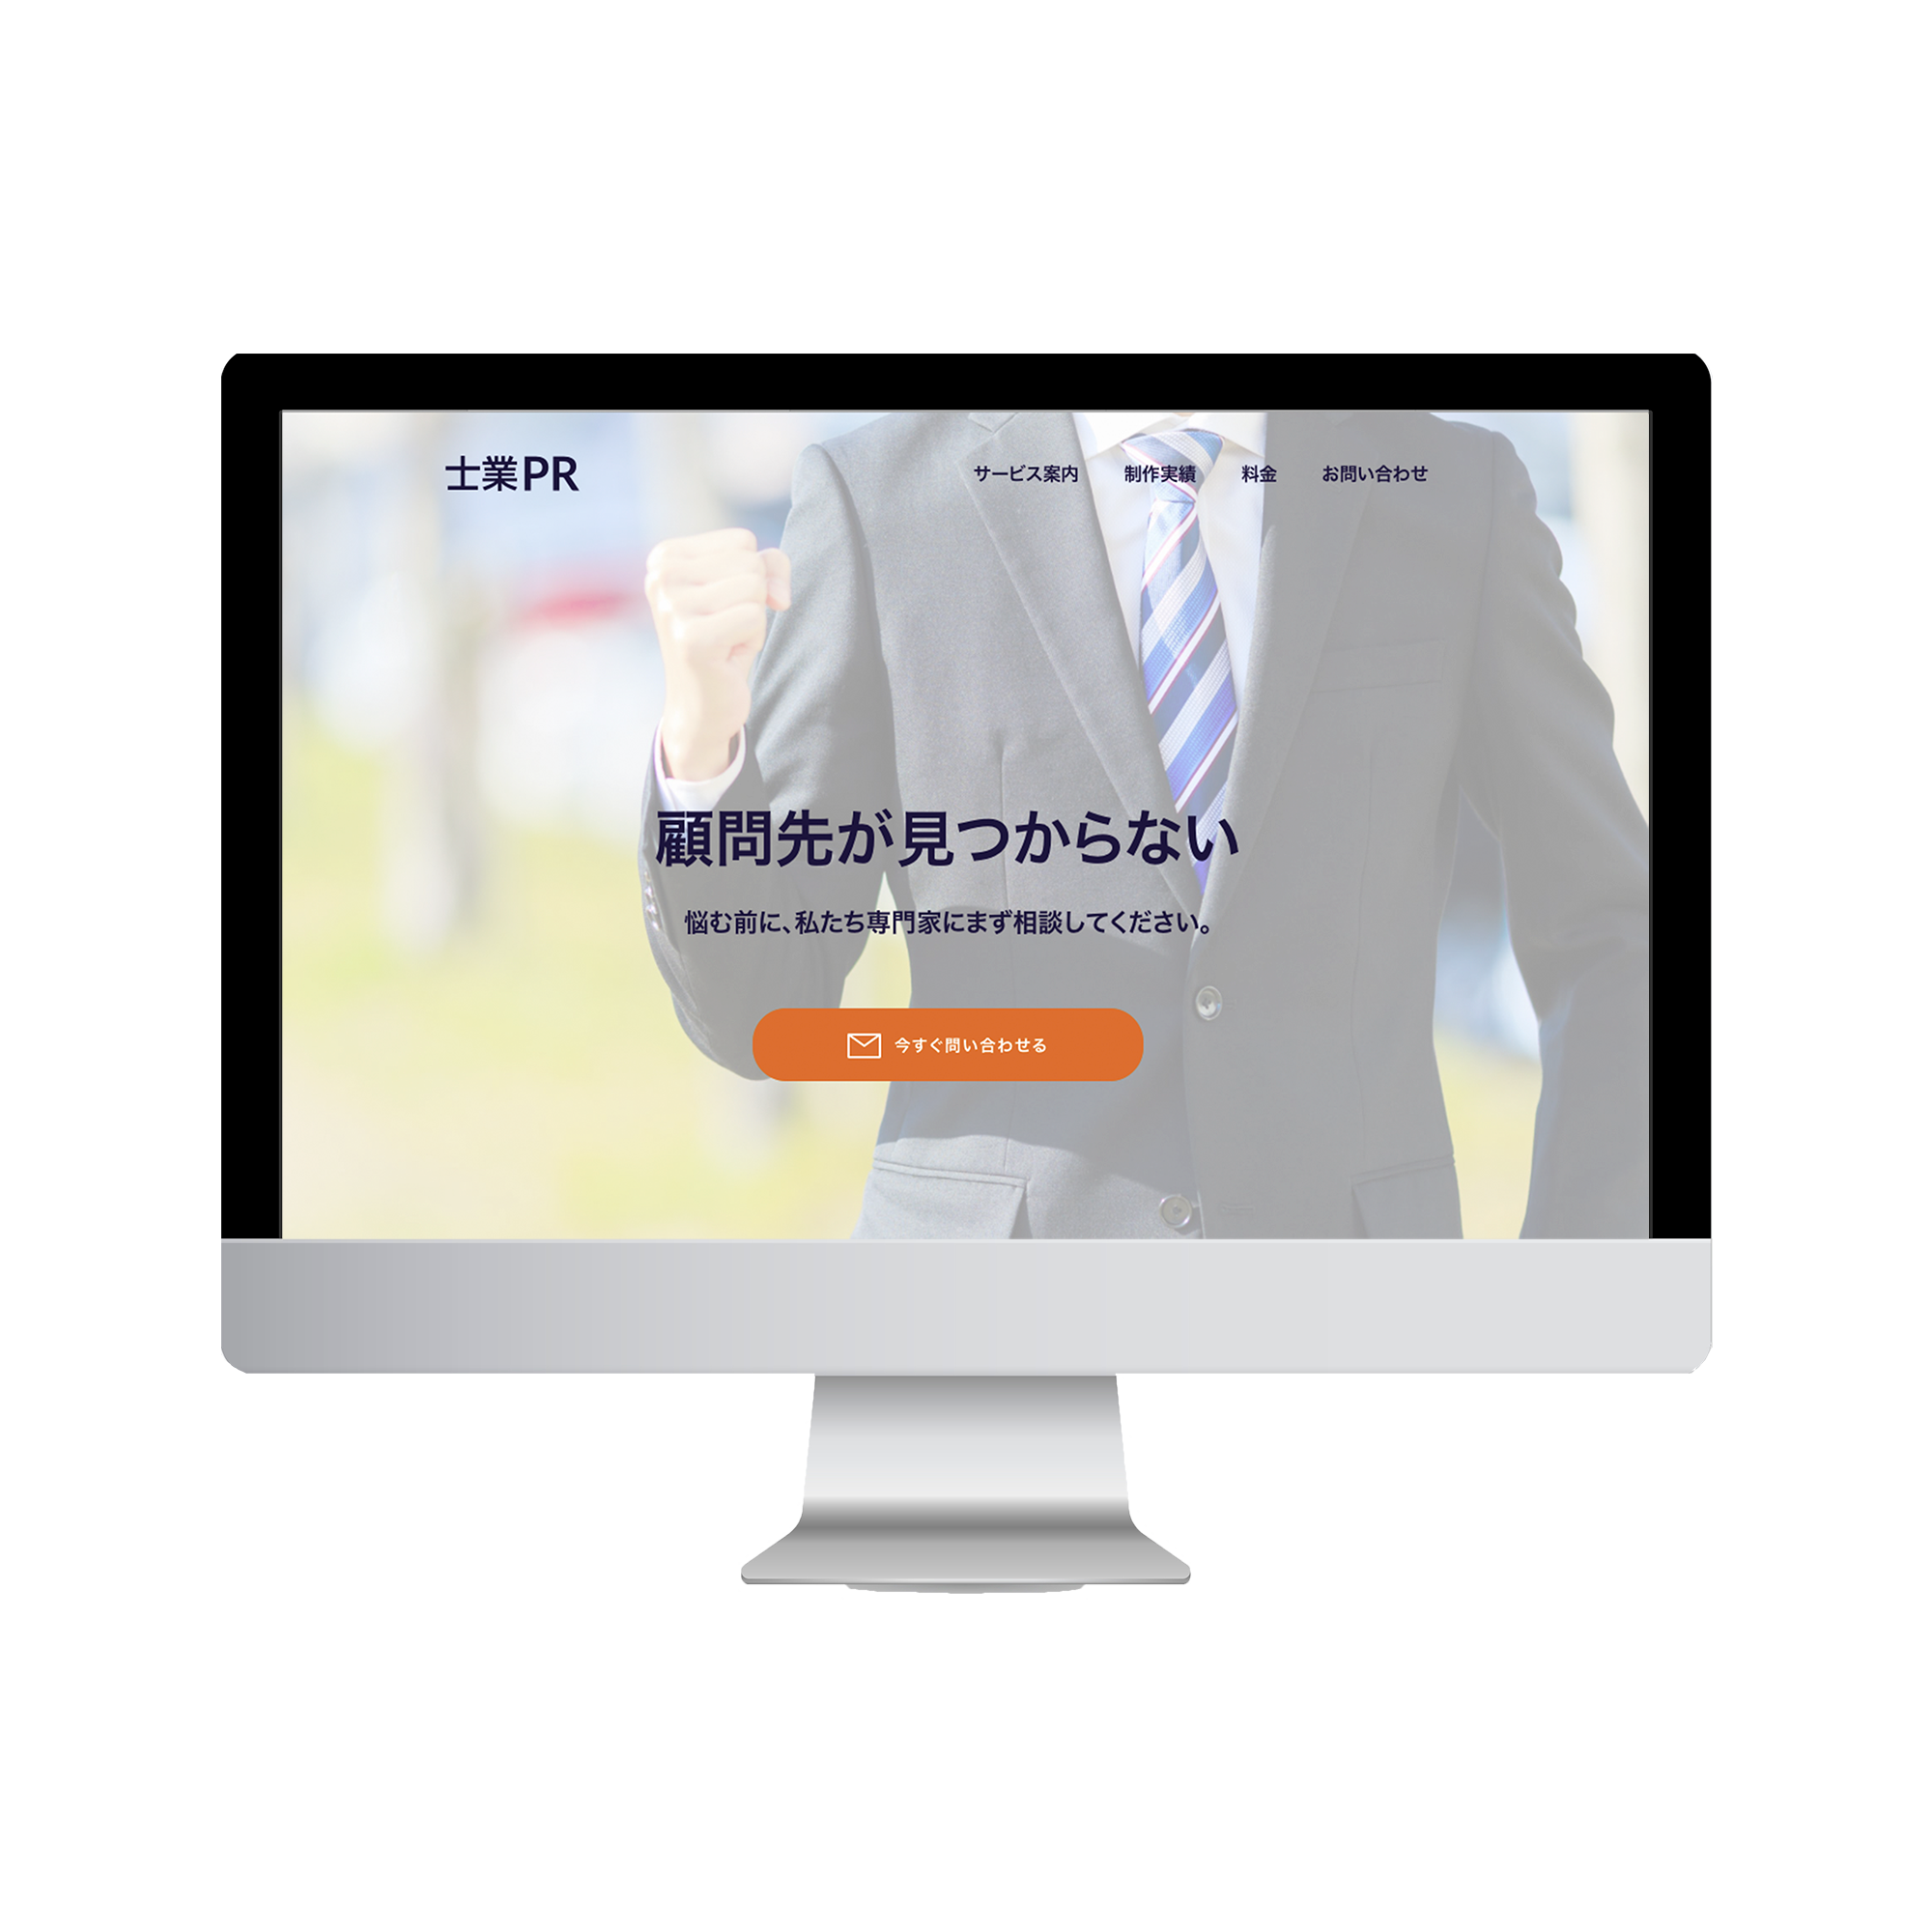 士業PR
サービス案内 制作実績 料金 お問い合わせ
顧問先が見つからない
悩む前に、私たち専門家にまず相談してください。
今すぐ問い合わせる